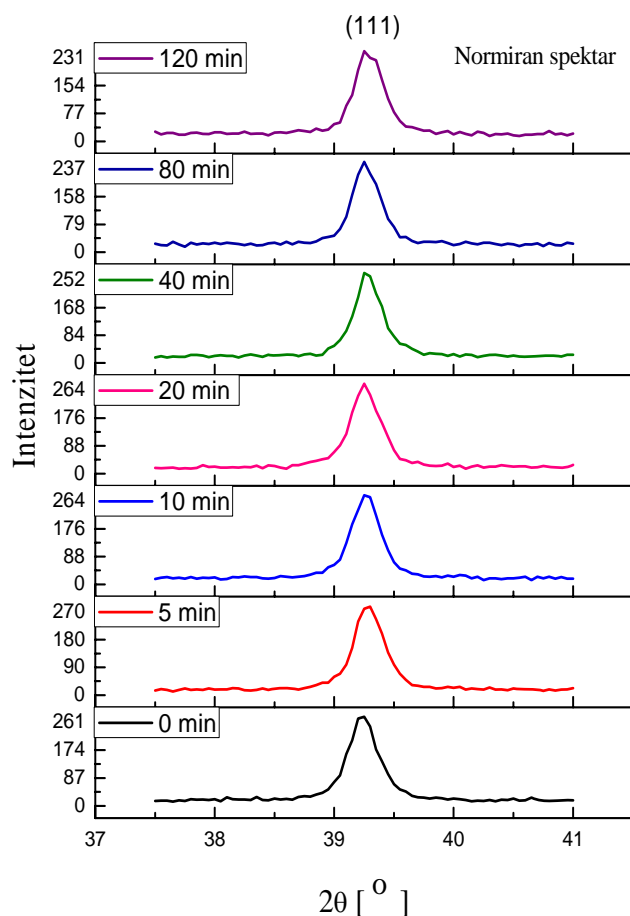 (111)
Normiran spektar
120 min
231
154
77
0
80 min
237
158
79
0
40 min
252
168
84
0
20 min
264
176
88
0
10 min
264
176
88
0
5 min
270
180
90
0
0 min
261
174
87
0
Intenzitet
37 38 39 40 41
2θ [ o ]